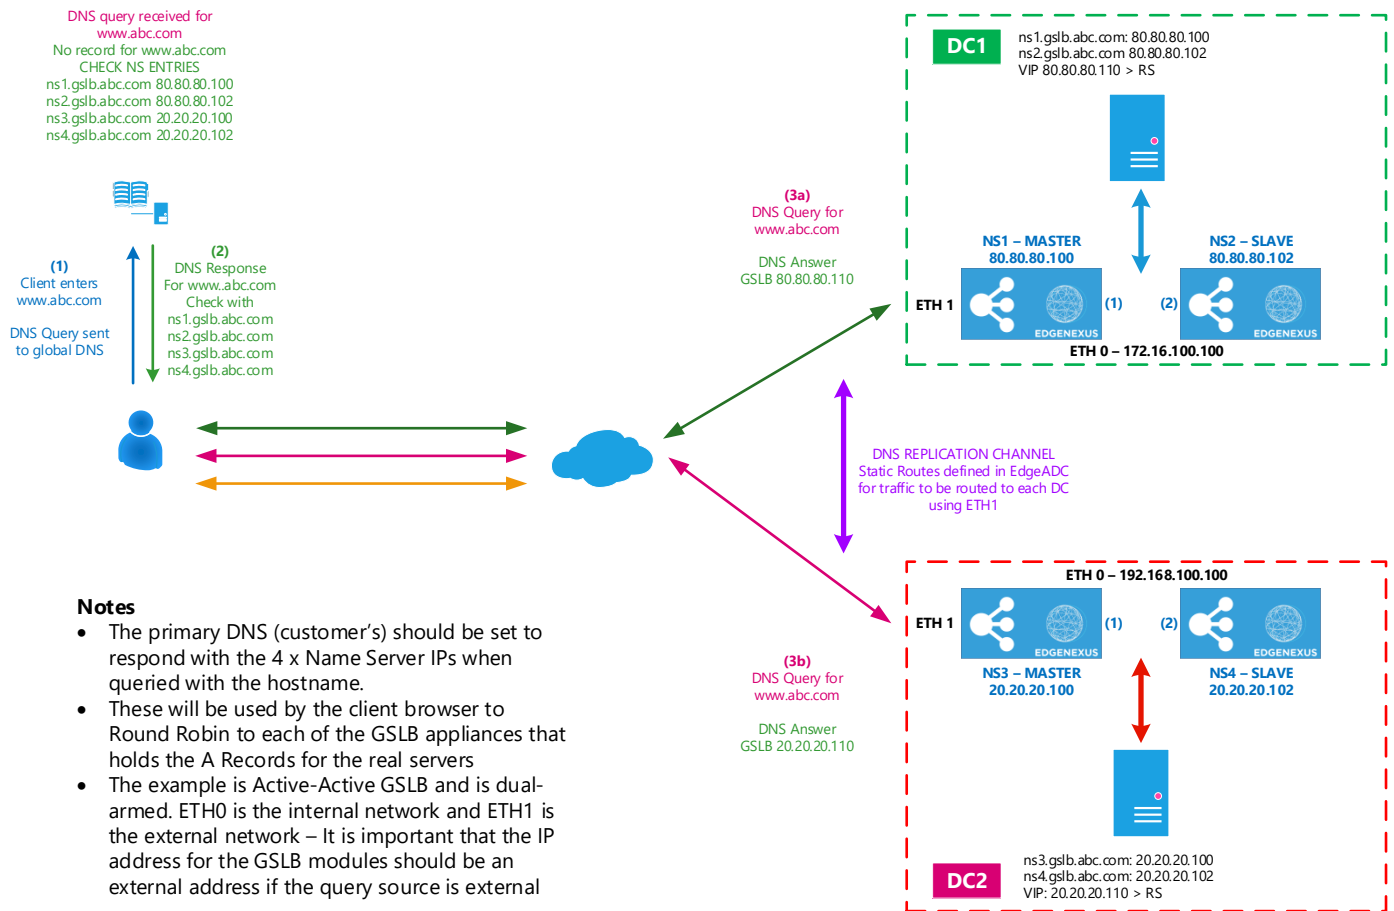 DNS query received for
www.abc.com
No record for www.abc.com
CHECK NS ENTRIES
ns1.gslb.abc.com 80.80.80.100
ns2.gslb.abc.com 80.80.80.102
ns3.gslb.abc.com 20.20.20.100
ns4.gslb.abc.com 20.20.20.102
(1)
Client enters
www.abc.com
DNS Query sent
to global DNS
(2)
DNS Response
For www..abc.com
Check with
ns1.gslb.abc.com
ns2.gslb.abc.com
ns3.gslb.abc.com
ns4.gslb.abc.com
(3a)
DNS Query for
www.abc.com
DNS Answer
GSLB 80.80.80.110
DC1
ns1.gslb.abc.com: 80.80.80.100
ns2.gslb.abc.com 80.80.80.102
VIP 80.80.80.110 > RS
NS1 – MASTER
80.80.80.100
NS2 – SLAVE
80.80.80.102
ETH 1
EDGENEXUS
(1)
(2)
EDGENEXUS
ETH 0 – 172.16.100.100
DNS REPLICATION CHANNEL
Static Routes defined in EdgeADC
for traffic to be routed to each DC
using ETH1
ETH 0 – 192.168.100.100
ETH 1
EDGENEXUS
(1)
(2)
EDGENEXUS
NS3 – MASTER
20.20.20.100
NS4 – SLAVE
20.20.20.102
(3b)
DNS Query for
www.abc.com
DNS Answer
GSLB 20.20.20.110
DC2
ns3.gslb.abc.com: 20.20.20.100
ns4.gslb.abc.com: 20.20.20.102
VIP: 20.20.20.110 > RS
Notes
• The primary DNS (customer’s) should be set to
respond with the 4 x Name Server IPs when
queried with the hostname.
• These will be used by the client browser to
Round Robin to each of the GSLB appliances that
holds the A Records for the real servers
• The example is Active-Active GSLB and is dual-
armed. ETH0 is the internal network and ETH1 is
the external network – It is important that the IP
address for the GSLB modules should be an
external address if the query source is external